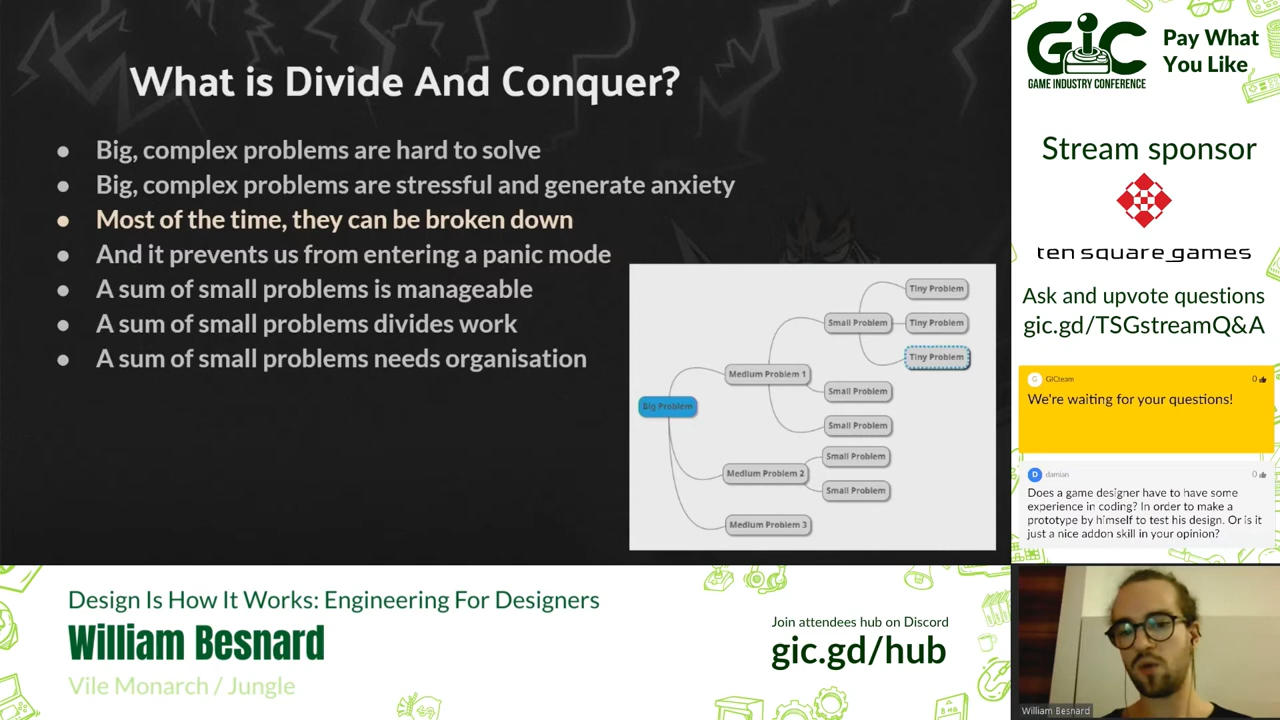 What is Divide And Conquer?
● Big, complex problems are hard to solve
● Big, complex problems are stressful and generate anxiety
● Most of the time, they can be broken down
● And it prevents us from entering a panic mode
● A sum of small problems is manageable
● A sum of small problems divides work
● A sum of small problems needs organisation
Big Problem
Medium Problem 1
Small Problem
Tiny Problem
Tiny Problem
Tiny Problem
Small Problem
Small Problem
Medium Problem 2
Small Problem
Small Problem
Medium Problem 3
GIC
GAME INDUSTRY CONFERENCE
Pay What
You Like
Stream sponsor
ten square games
Ask and upvote questions
gic.gd/TSGstreamQ&A
G
GICteam
0
We're waiting for your questions!
D
damian
0
Does a game designer have to have some
experience in coding? In order to make a
prototype by himself to test his design. Or is it
just a nice addon skill in your opinion?
Design Is How It Works: Engineering For Designers
William Besnard
Vile Monarch / Jungle
Join attendees hub on Discord
gic.gd/hub
William Besnard